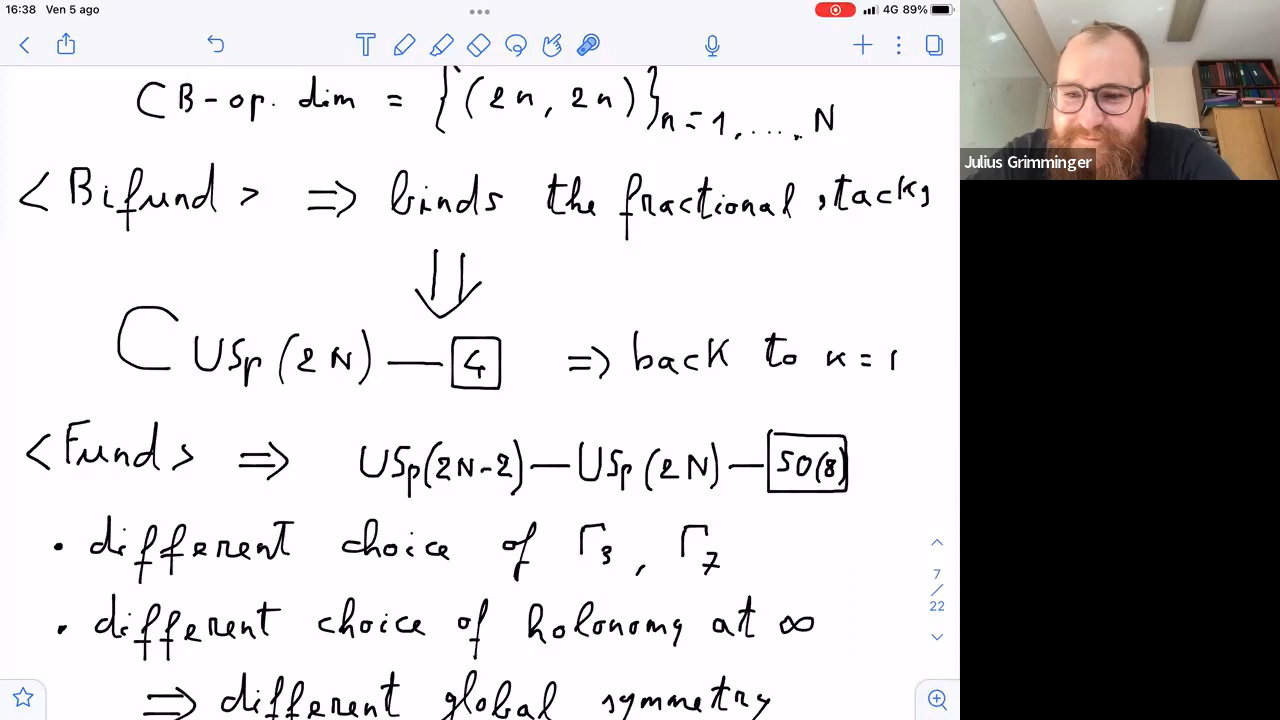 16:38 Ven 5 ago
4G 89%
CB-op. dim = {(2n, 2n)}n=1,....,N
<Bifund> ⇒ binds the fractional stacks
⇓
USp(2N) — 4 ⇒ back to k=1
<Fund> ⇒ USp(2N-2) — USp(2N) — SO(8)
• different choice of Γ3, Γ7
• different choice of holonomy at ∞
⇒ different global symmetry
7
/
22
Julius Grimminger